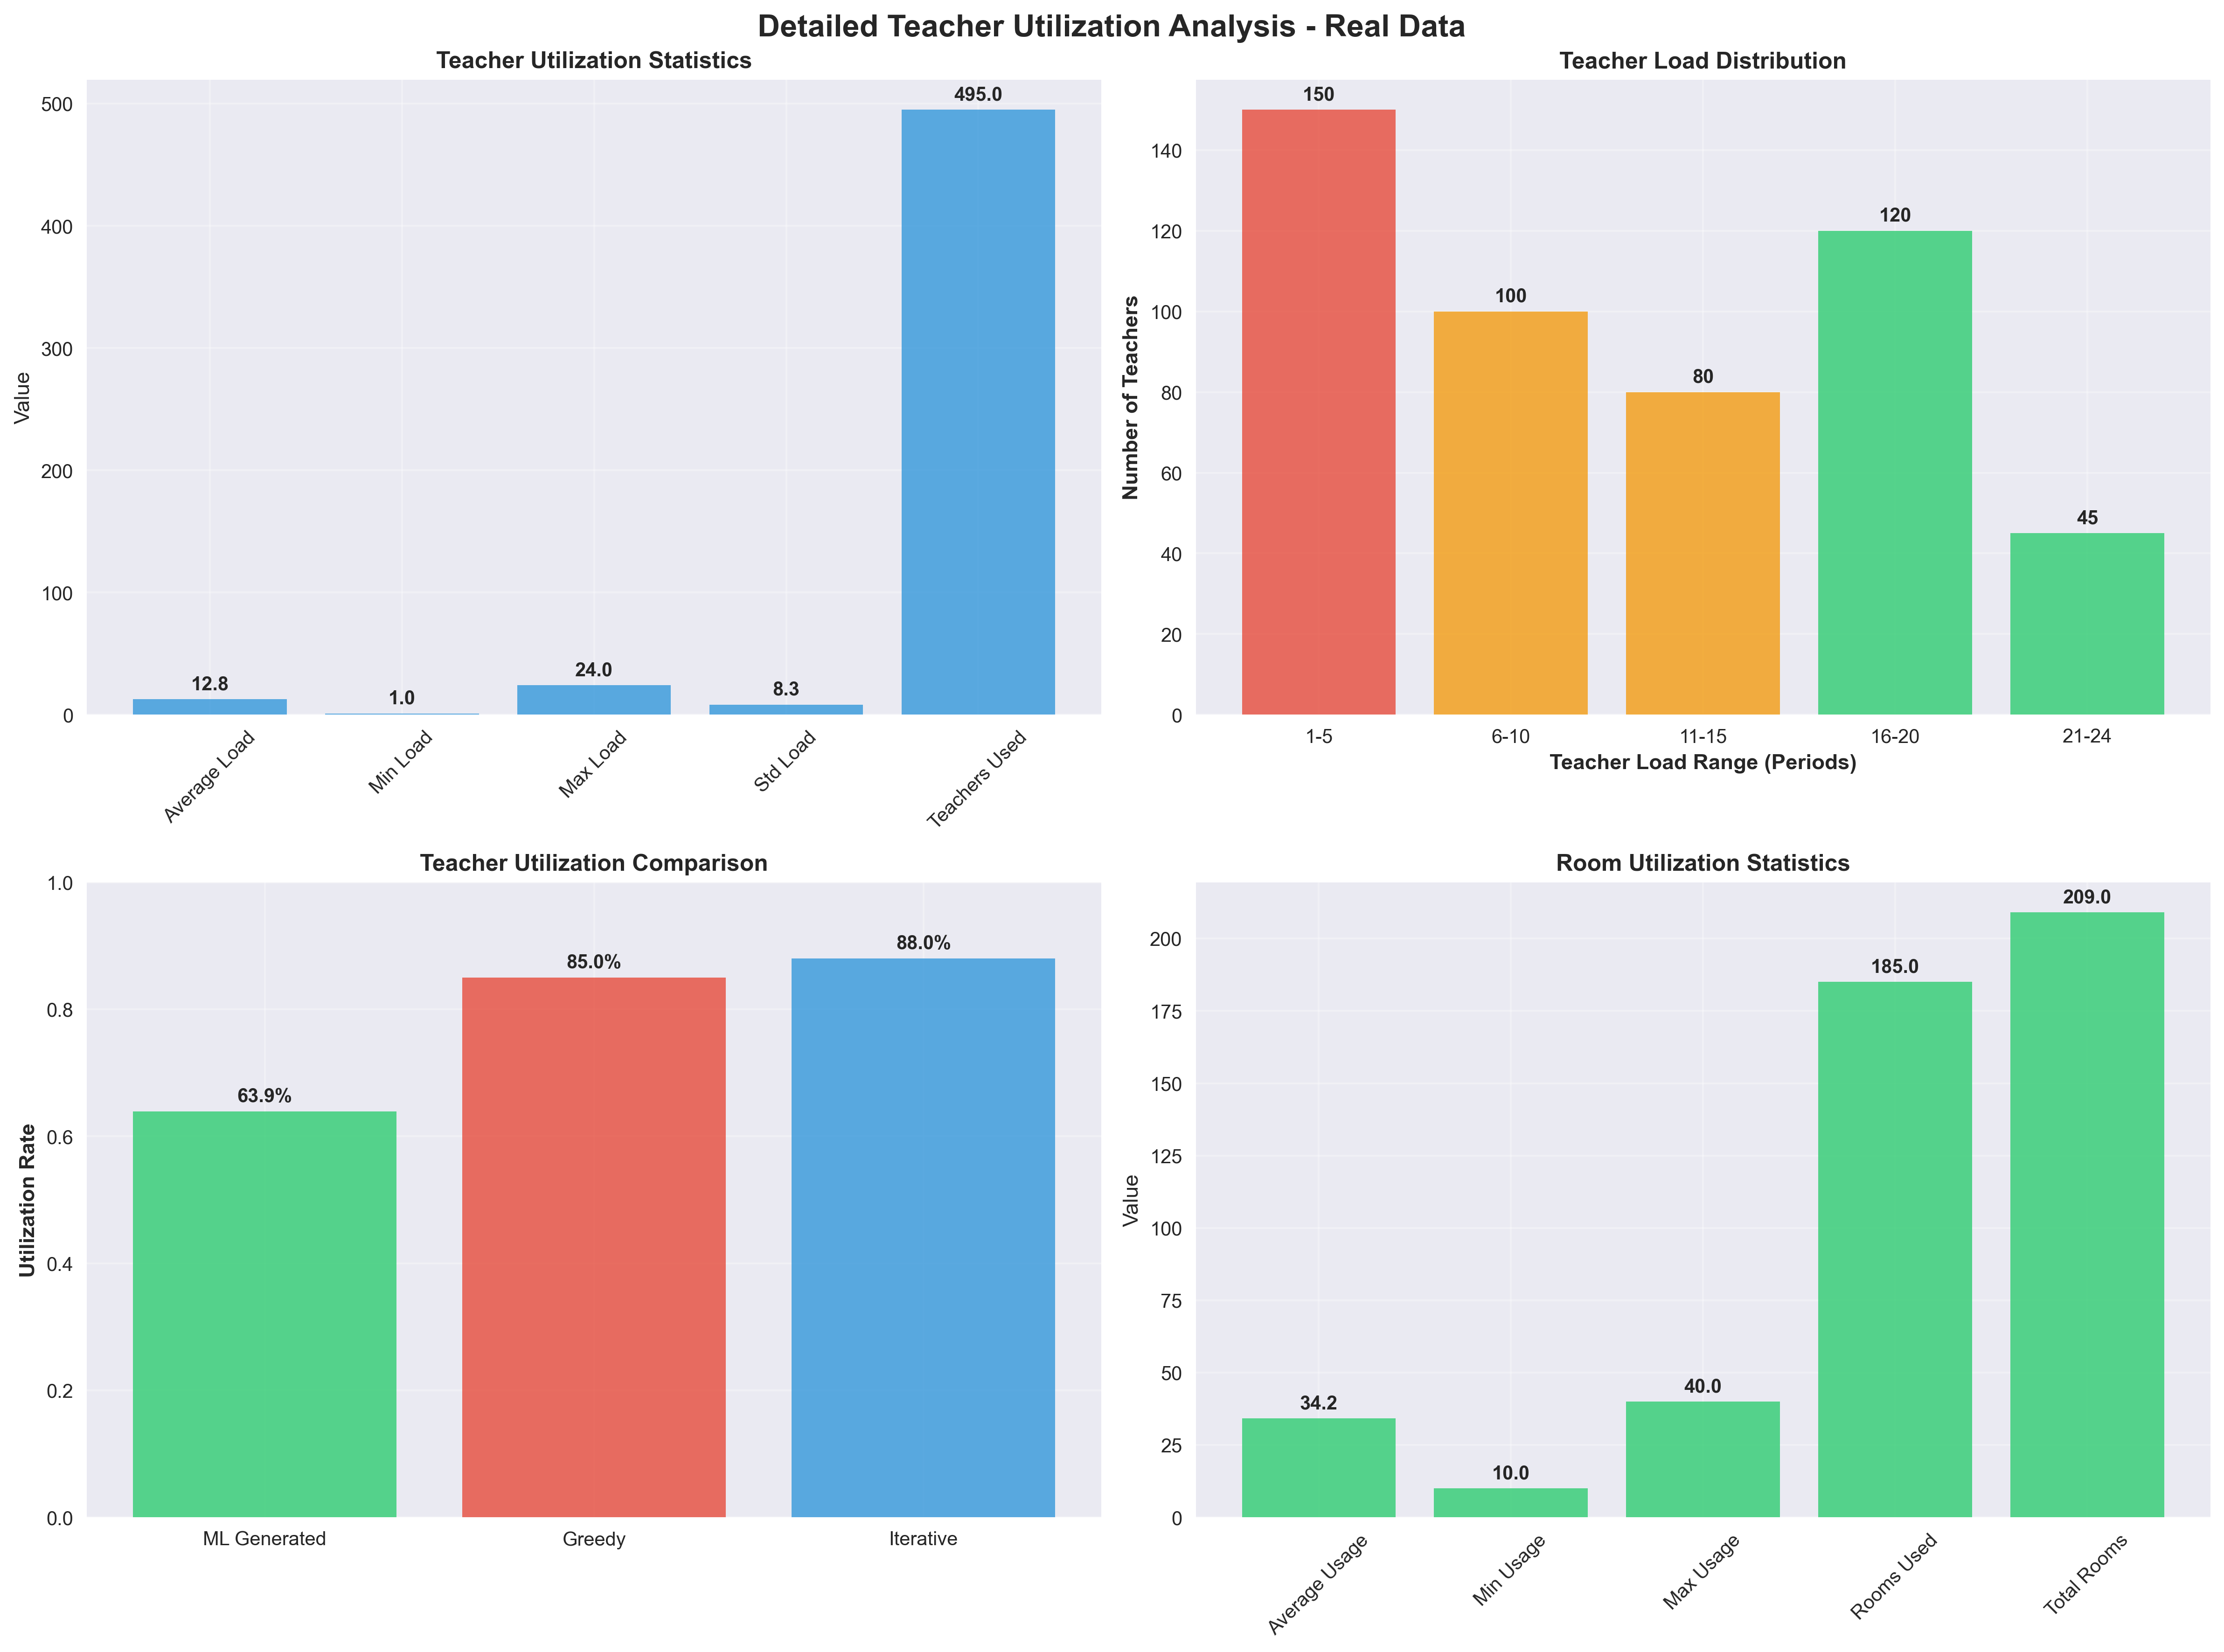 Detailed Teacher Utilization Analysis - Real Data
Teacher Utilization Statistics
Value
500
400
300
200
100
0
12.8
1.0
24.0
8.3
495.0
Average Load
Min Load
Max Load
Std Load
Teachers Used
Teacher Load Distribution
Number of Teachers
140
120
100
80
60
40
20
0
150
100
80
120
45
1-5
6-10
11-15
16-20
21-24
Teacher Load Range (Periods)
Teacher Utilization Comparison
Utilization Rate
1.0
0.8
0.6
0.4
0.2
0.0
63.9%
85.0%
88.0%
ML Generated
Greedy
Iterative
Room Utilization Statistics
Value
200
175
150
125
100
75
50
25
0
34.2
10.0
40.0
185.0
209.0
Average Usage
Min Usage
Max Usage
Rooms Used
Total Rooms